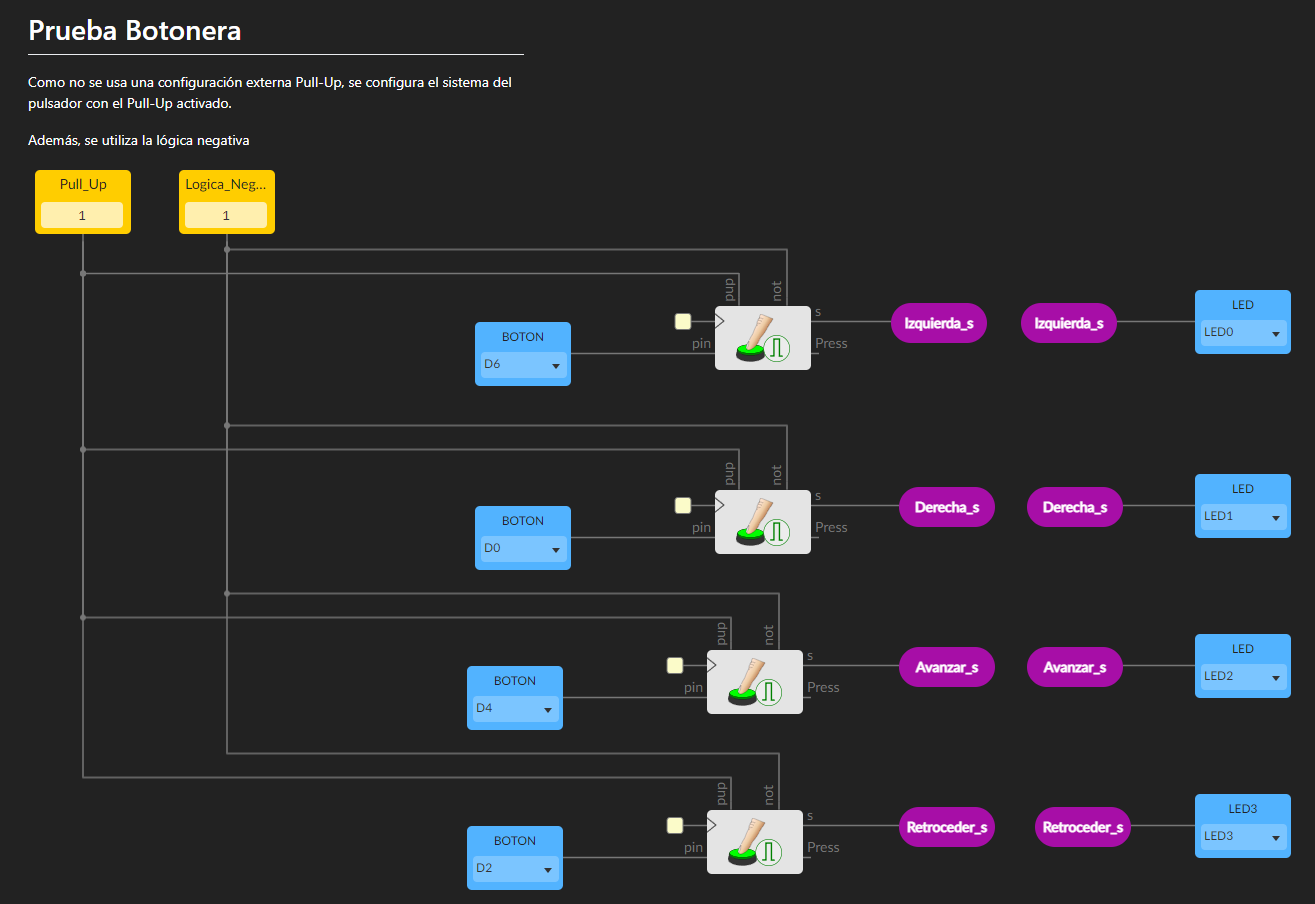 Prueba Botonera
Como no se usa una configuración externa Pull-Up, se configura el sistema del
pulsador con el Pull-Up activado.
Además, se utiliza la lógica negativa
Pull_Up
1
Logica_Neg...
1
pup
not
BOTON
D6
pin
s
Press
Izquierda_s
Izquierda_s
LED
LED0
pup
not
BOTON
D0
pin
s
Press
Derecha_s
Derecha_s
LED
LED1
pup
not
BOTON
D4
pin
s
Press
Avanzar_s
Avanzar_s
LED
LED2
pup
not
BOTON
D2
pin
s
Press
Retroceder_s
Retroceder_s
LED3
LED3